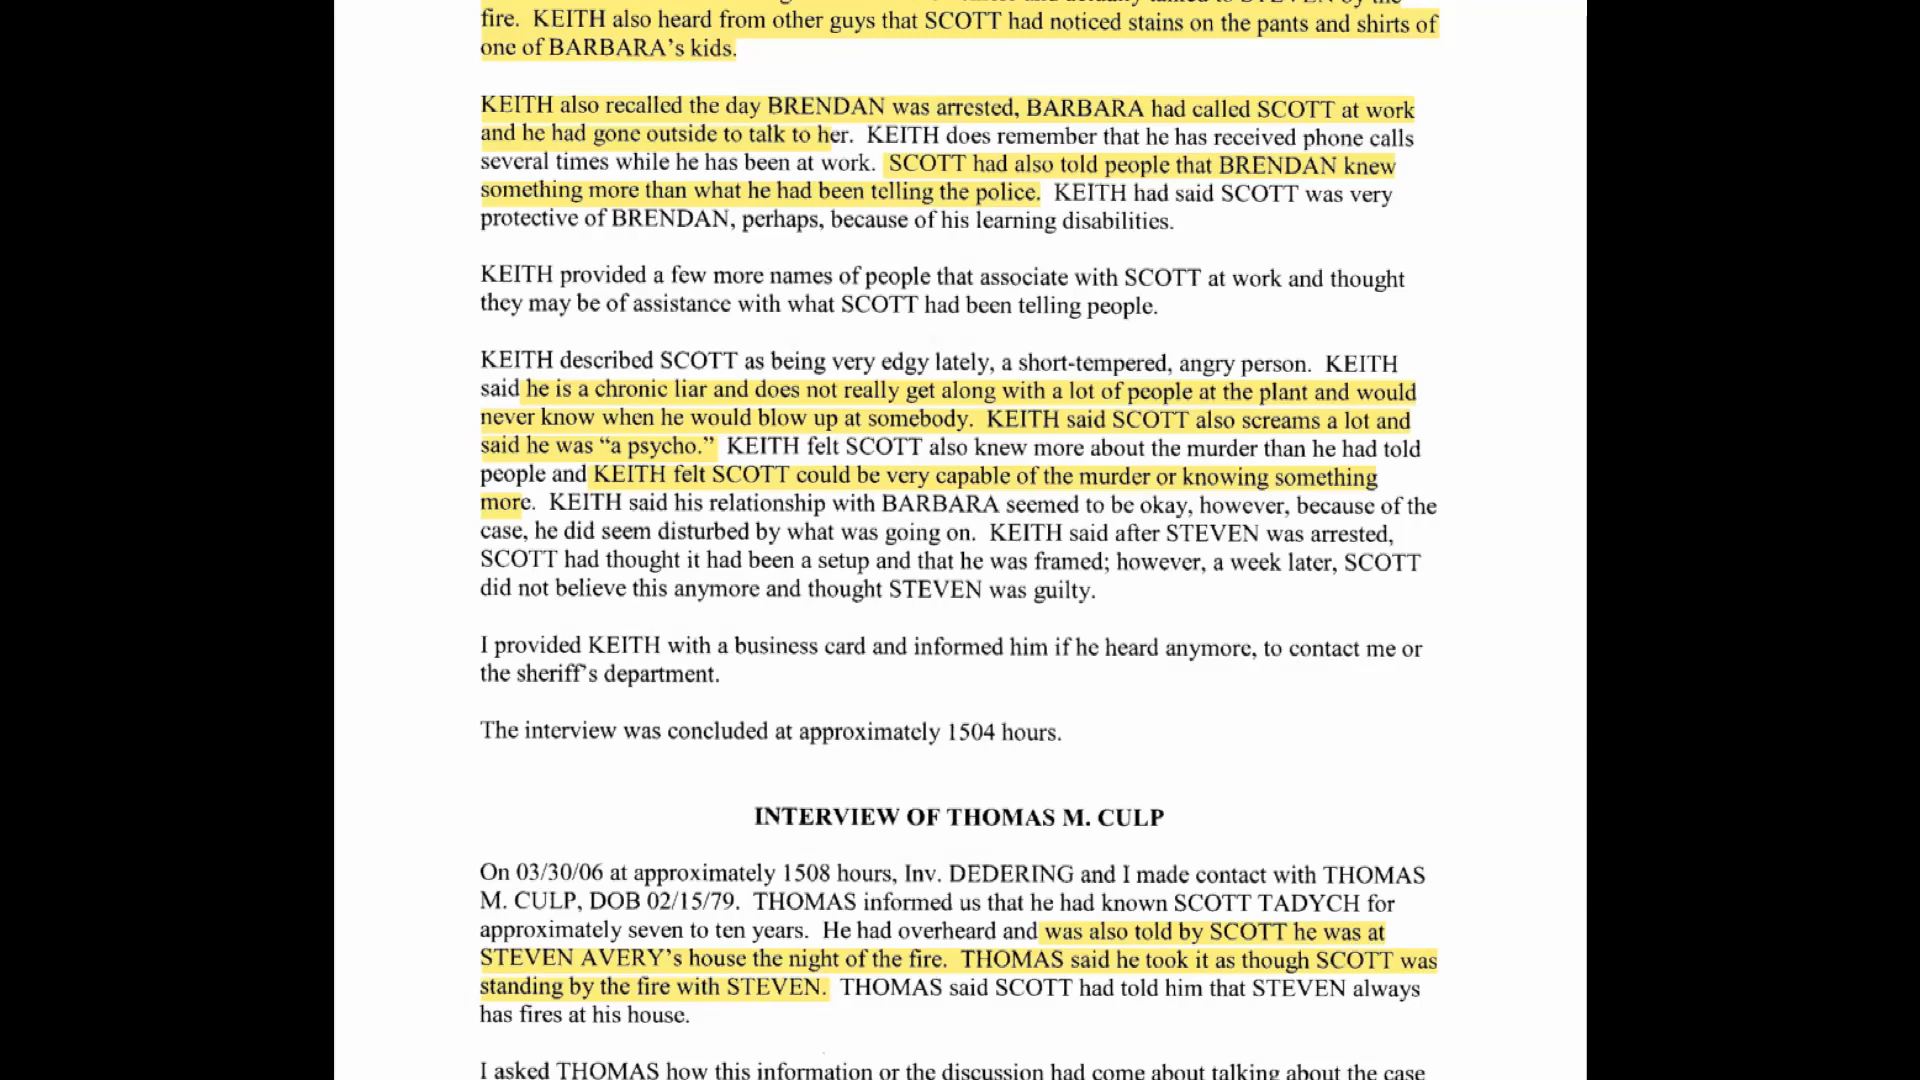 fire. KEITH also heard from other guys that SCOTT had noticed stains on the pants and shirts of
one of BARBARA’s kids.
KEITH also recalled the day BRENDAN was arrested, BARBARA had called SCOTT at work
and he had gone outside to talk to her. KEITH does remember that he has received phone calls
several times while he has been at work. SCOTT had also told people that BRENDAN knew
something more than what he had been telling the police. KEITH had said SCOTT was very
protective of BRENDAN, perhaps, because of his learning disabilities.
KEITH provided a few more names of people that associate with SCOTT at work and thought
they may be of assistance with what SCOTT had been telling people.
KEITH described SCOTT as being very edgy lately, a short-tempered, angry person. KEITH
said he is a chronic liar and does not really get along with a lot of people at the plant and would
never know when he would blow up at somebody. KEITH said SCOTT also screams a lot and
said he was “a psycho.” KEITH felt SCOTT also knew more about the murder than he had told
people and KEITH felt SCOTT could be very capable of the murder or knowing something
more. KEITH said his relationship with BARBARA seemed to be okay, however, because of the
case, he did seem disturbed by what was going on. KEITH said after STEVEN was arrested,
SCOTT had thought it had been a setup and that he was framed; however, a week later, SCOTT
did not believe this anymore and thought STEVEN was guilty.
I provided KEITH with a business card and informed him if he heard anymore, to contact me or
the sheriff’s department.
The interview was concluded at approximately 1504 hours.
INTERVIEW OF THOMAS M. CULP
On 03/30/06 at approximately 1508 hours, Inv. DEDERING and I made contact with THOMAS
M. CULP, DOB 02/15/79. THOMAS informed us that he had known SCOTT TADYCH for
approximately seven to ten years. He had overheard and was also told by SCOTT he was at
STEVEN AVERY’s house the night of the fire. THOMAS said he took it as though SCOTT was
standing by the fire with STEVEN. THOMAS said SCOTT had told him that STEVEN always
has fires at his house.
I asked THOMAS how this information or the discussion had come about talking about the case